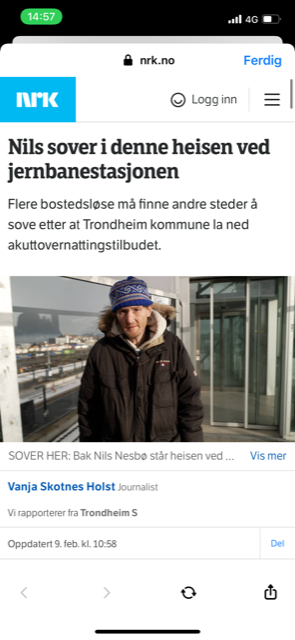 14:57
4G
nrk.no
Ferdig
nrk
Logg inn
Nils sover i denne heisen ved
jernbanestasjonen
Flere bostedsløse må finne andre steder å
sove etter at Trondheim kommune la ned
akuttovernattingstilbudet.
SOVER HER: Bak Nils Nesbø står heisen ved ...
Vis mer
Vanja Skotnes Holst Journalist
Vi rapporterer fra Trondheim S
Oppdatert 9. feb. kl. 10:58
Del